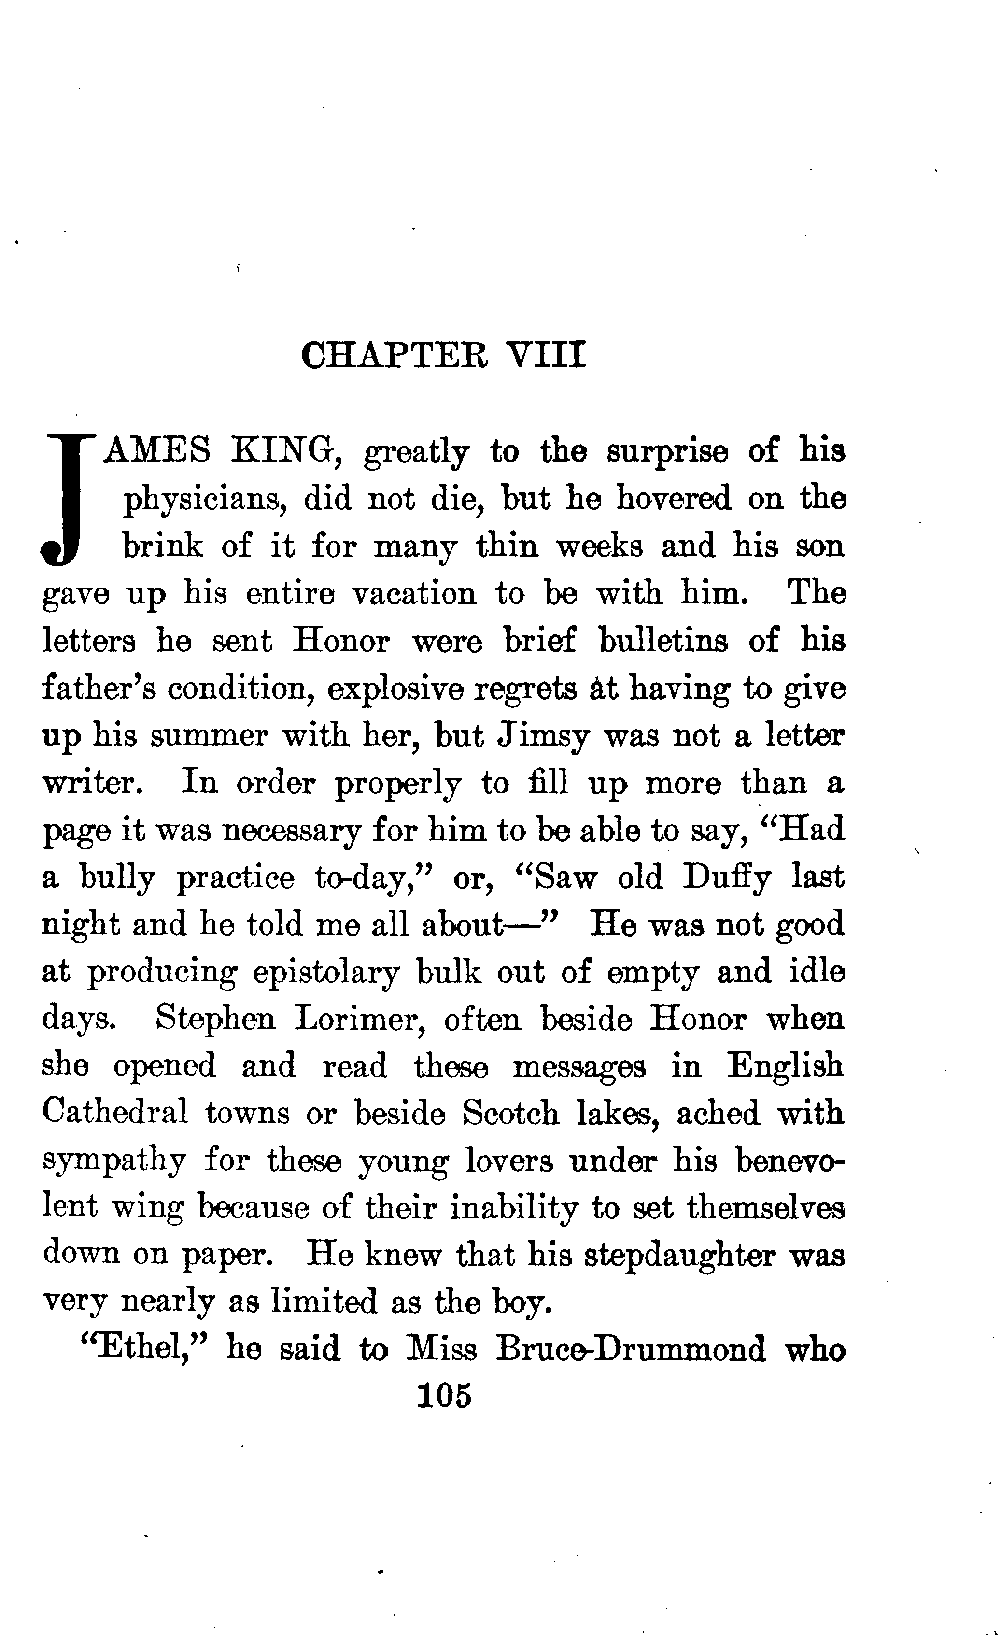 CHAPTER VIII
JAMES KING, greatly to the surprise of his
physicians, did not die, but he hovered on the
brink of it for many thin weeks and his son
gave up his entire vacation to be with him. The
letters he sent Honor were brief bulletins of his
father's condition, explosive regrets at having to give
up his summer with her, but Jimsy was not a letter
writer. In order properly to fill up more than a
page it was necessary for him to be able to say, "Had
a bully practice to-day," or, "Saw old Duffy last
night and he told me all about—" He was not good
at producing epistolary bulk out of empty and idle
days. Stephen Lorimer, often beside Honor when
she opened and read these messages in English
Cathedral towns or beside Scotch lakes, ached with
sympathy for these young lovers under his benevo-
lent wing because of their inability to set themselves
down on paper. He knew that his stepdaughter was
very nearly as limited as the boy.
"Ethel," he said to Miss Bruce-Drummond who
105